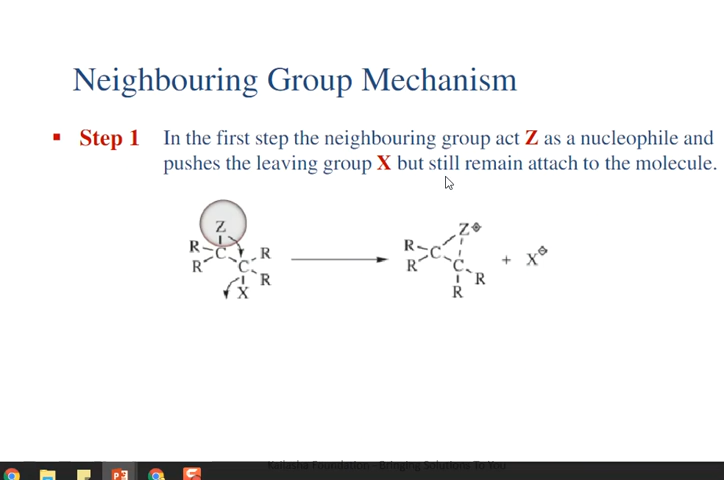 Neighbouring Group Mechanism
▪ Step 1 In the first step the neighbouring group act Z as a nucleophile and
pushes the leaving group X but still remain attach to the molecule.
Z
R C R
R C R
X
Z⊕
R C
R C R
R
+ X⊖
Kailasha Foundation - Bringing Solutions To You